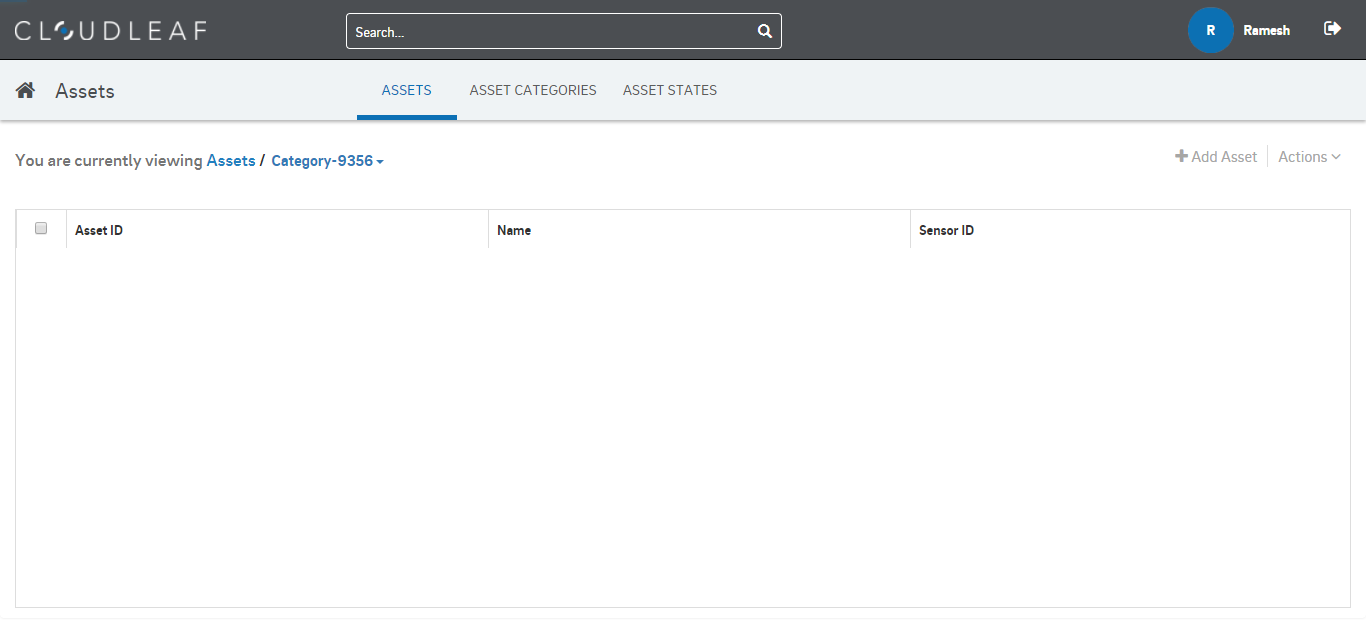 CLOUDLEAF
Search...
R
Ramesh
Assets
ASSETS
ASSET CATEGORIES
ASSET STATES
You are currently viewing Assets / Category-9356
Add Asset
Actions
Asset ID
Name
Sensor ID